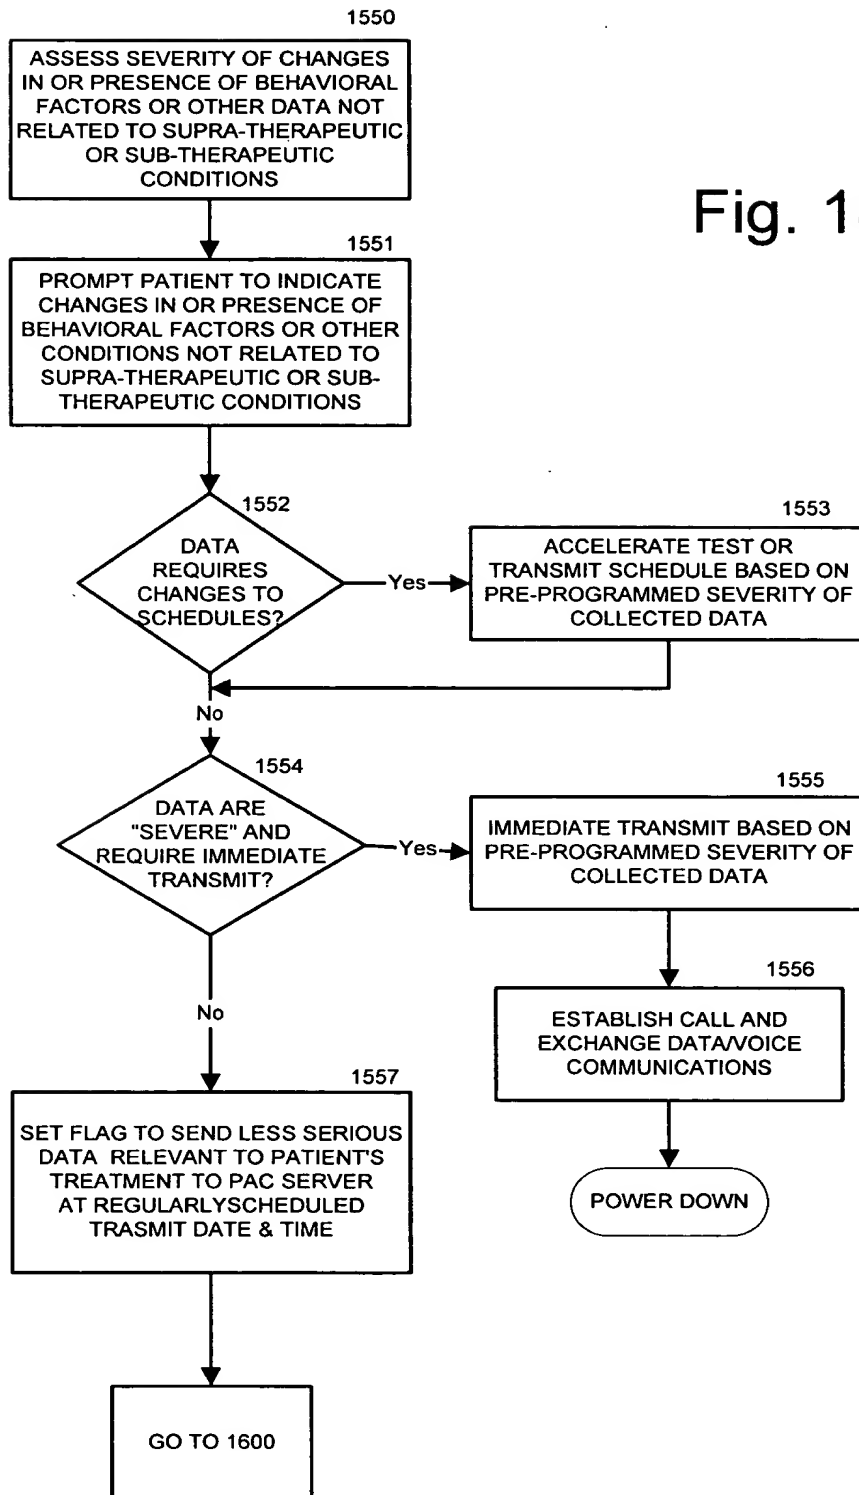 1550
ASSESS SEVERITY OF CHANGES
IN OR PRESENCE OF BEHAVIORAL
FACTORS OR OTHER DATA NOT
RELATED TO SUPRA-THERAPEUTIC
OR SUB-THERAPEUTIC
CONDITIONS
Fig. 1
1551
PROMPT PATIENT TO INDICATE
CHANGES IN OR PRESENCE OF
BEHAVIORAL FACTORS OR OTHER
CONDITIONS NOT RELATED TO
SUPRA-THERAPEUTIC OR SUB-
THERAPEUTIC CONDITIONS
1552
DATA
REQUIRES
CHANGES TO
SCHEDULES?
Yes
1553
ACCELERATE TEST OR
TRANSMIT SCHEDULE BASED ON
PRE-PROGRAMMED SEVERITY OF
COLLECTED DATA
No
1554
DATA ARE
"SEVERE" AND
REQUIRE IMMEDIATE
TRANSMIT?
Yes
1555
IMMEDIATE TRANSMIT BASED ON
PRE-PROGRAMMED SEVERITY OF
COLLECTED DATA
1556
ESTABLISH CALL AND
EXCHANGE DATA/VOICE
COMMUNICATIONS
POWER DOWN
No
1557
SET FLAG TO SEND LESS SERIOUS
DATA RELEVANT TO PATIENT'S
TREATMENT TO PAC SERVER
AT REGULARLYSCHEDULED
TRASMIT DATE & TIME
GO TO 1600